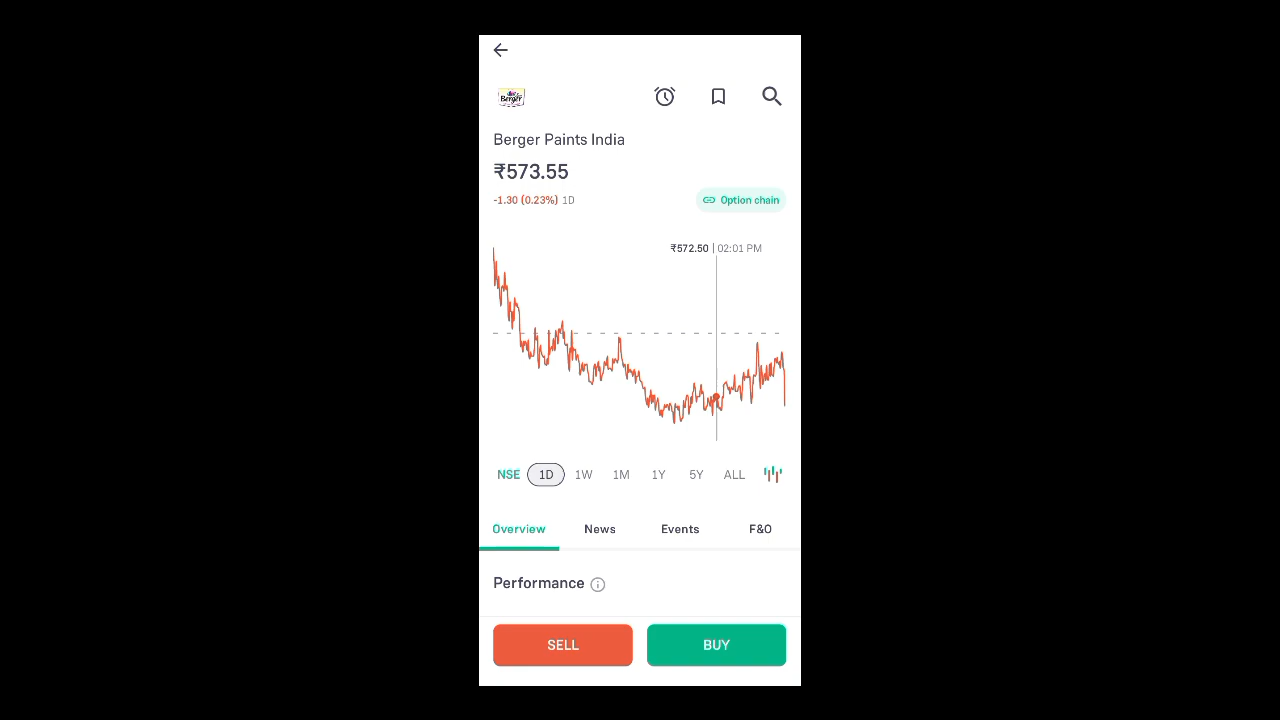 Berger
Berger Paints India
₹573.55
-1.30 (0.23%) 1D
Option chain
₹572.50 | 02:01 PM
NSE 1D 1W 1M 1Y 5Y ALL
Overview News Events F&O
Performance
SELL BUY